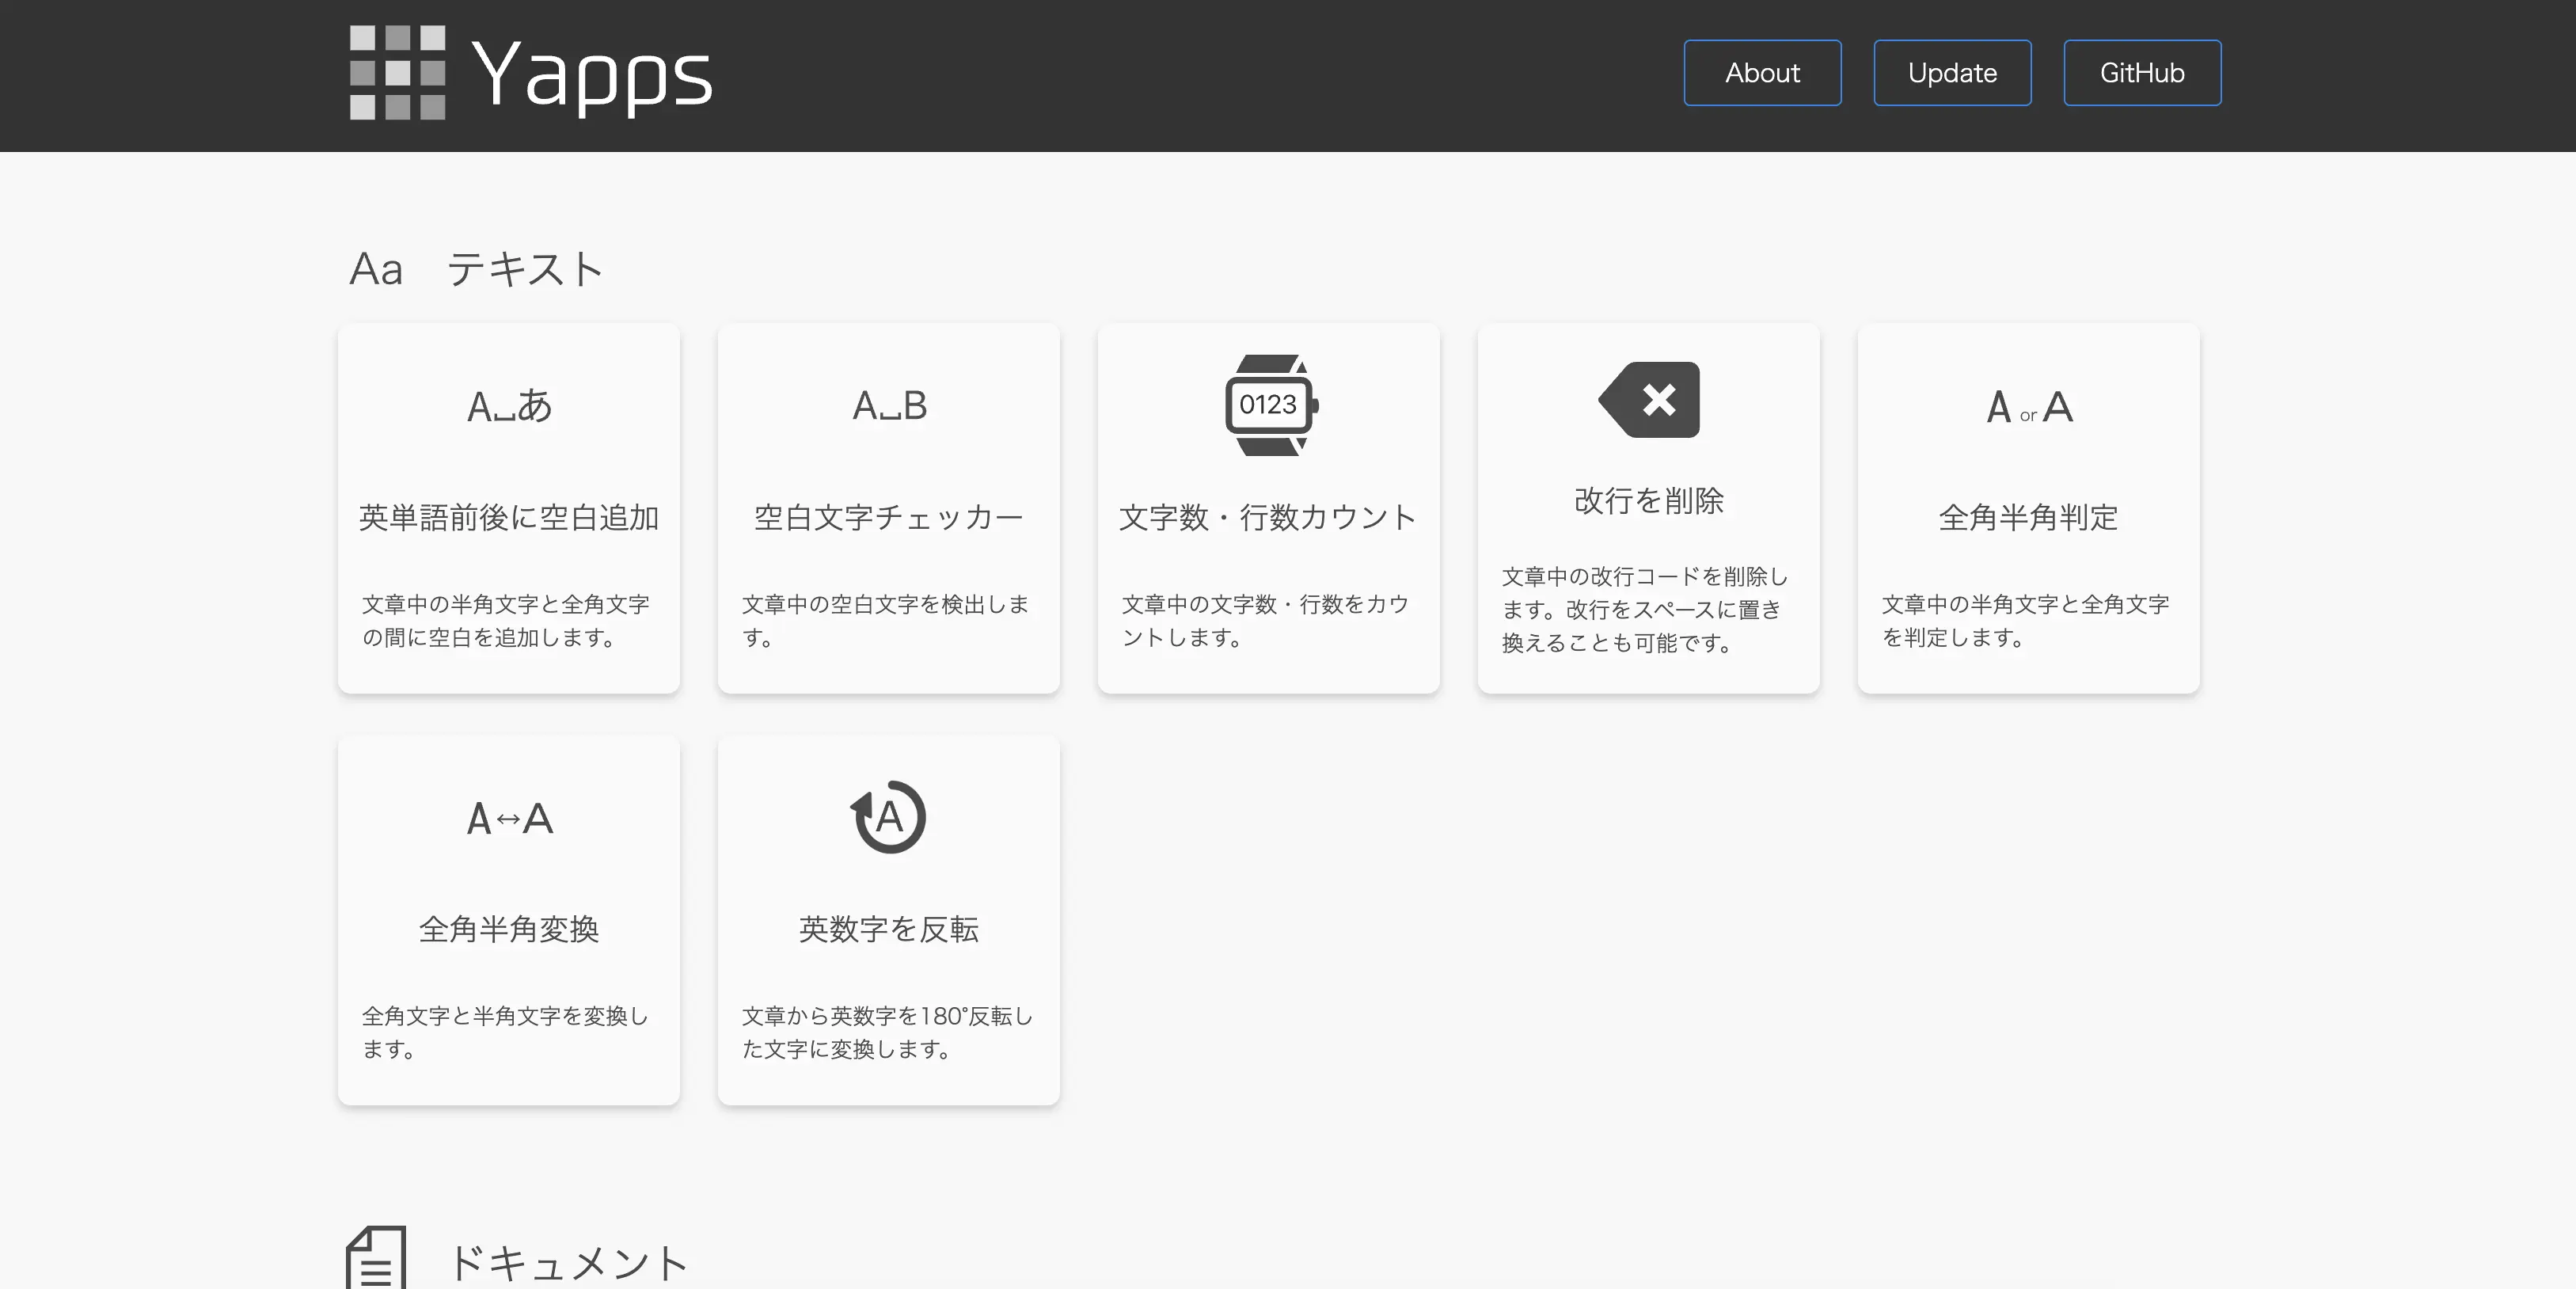 Yapps
About
Update
GitHub
Aa テキスト
A␣あ
英単語前後に空白追加
文章中の半角文字と全角文字
の間に空白を追加します。
A␣B
空白文字チェッカー
文章中の空白文字を検出しま
す。
0123
文字数・行数カウント
文章中の文字数・行数をカウ
ントします。
改行を削除
文章中の改行コードを削除し
ます。改行をスペースに置き
換えることも可能です。
A or A
全角半角判定
文章中の半角文字と全角文字
を判定します。
A↔A
全角半角変換
全角文字と半角文字を変換し
ます。
A
英数字を反転
文章から英数字を180°反転し
た文字に変換します。
ドキュメント